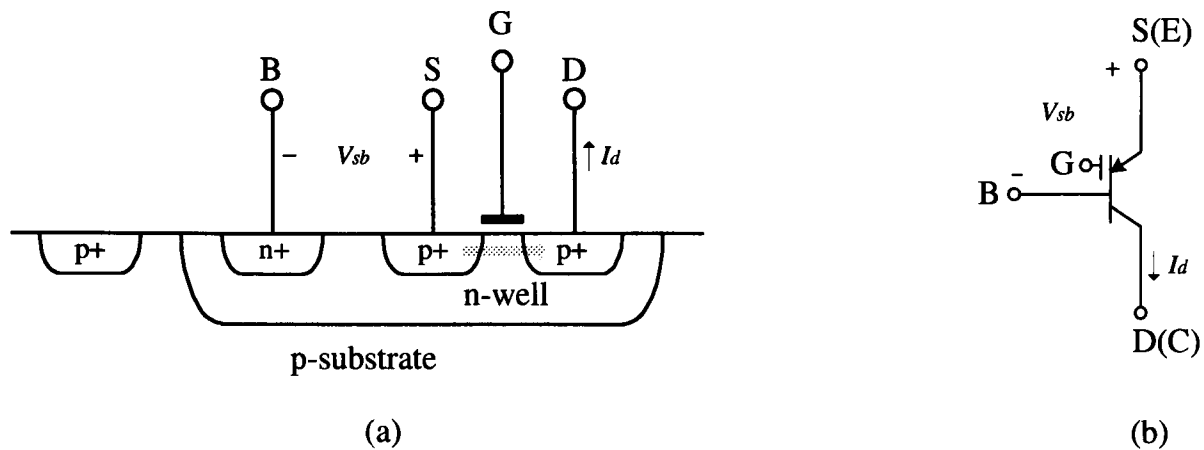 G
B
S
D
− Vsb +
Id
p+
n+
p+
p+
n-well
p-substrate
(a)
S(E)
+
Vsb
G
−
B
Id
D(C)
(b)